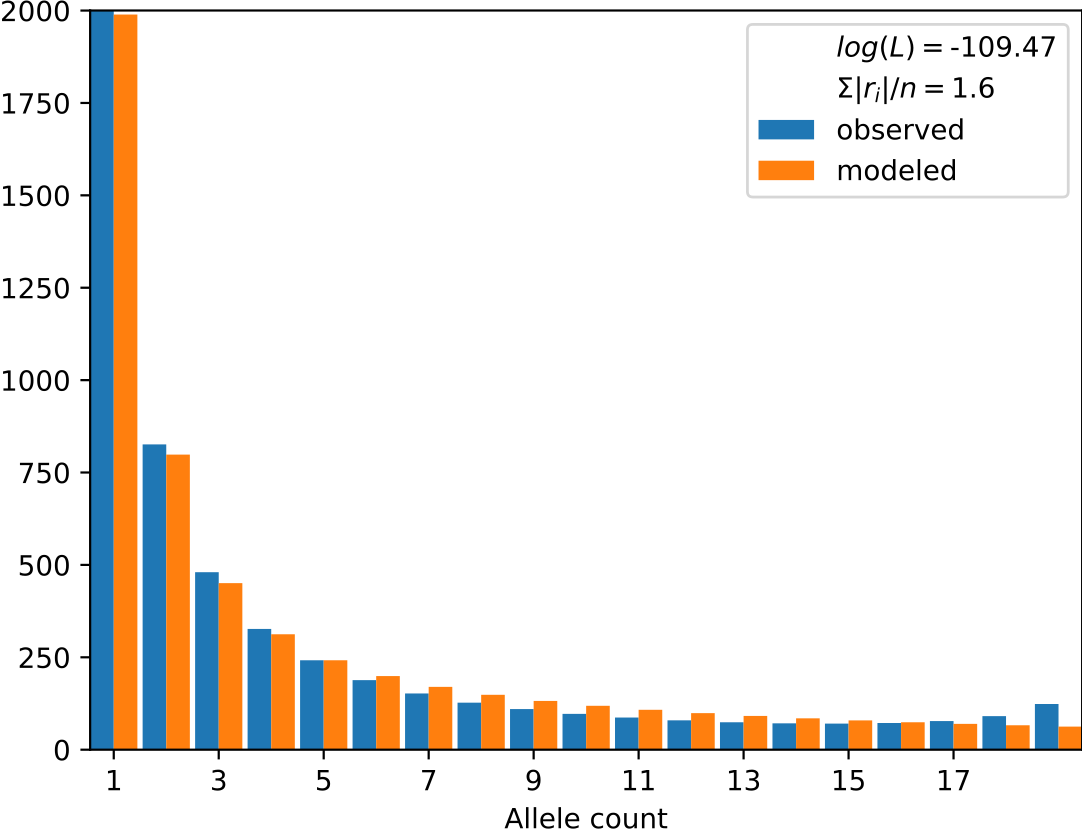 2000
1750
1500
1250
1000
750
500
250
0
log(L) = -109.47
Σ|rᵢ|/n = 1.6
observed
modeled
1 3 5 7 9 11 13 15 17
Allele count